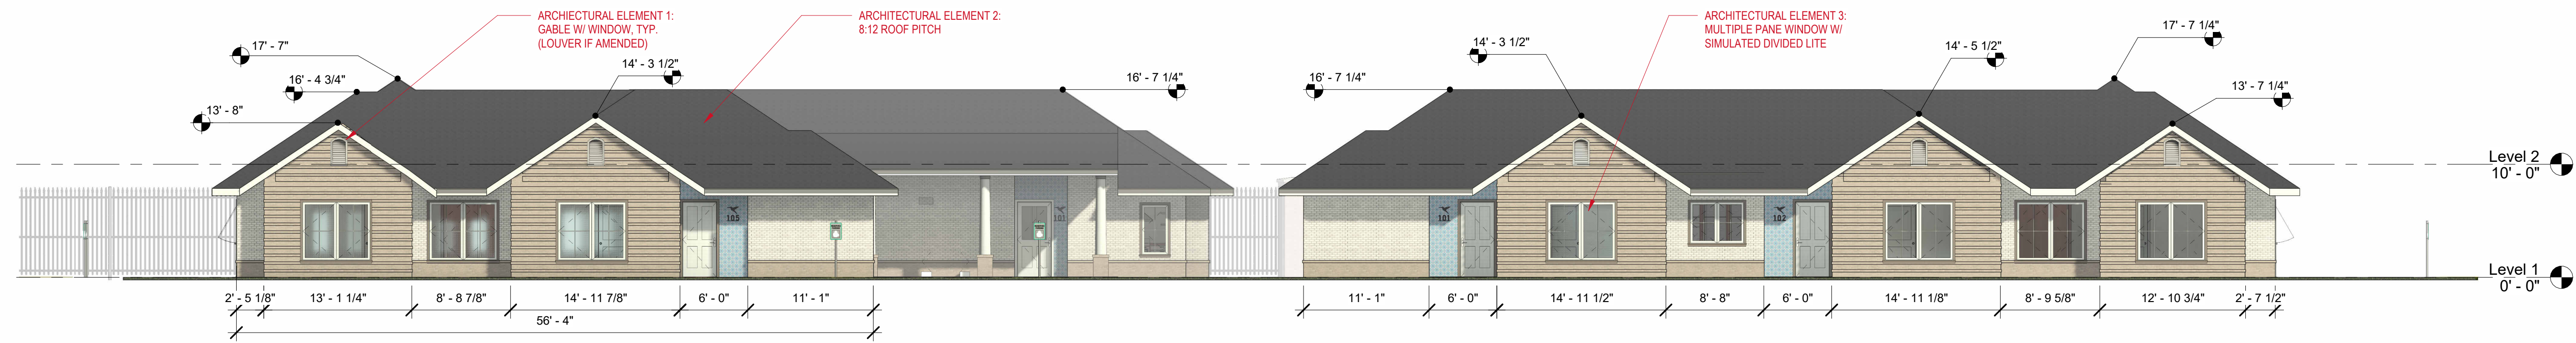 ARCHIECTURAL ELEMENT 1:
GABLE W/ WINDOW, TYP.
(LOUVER IF AMENDED)
ARCHITECTURAL ELEMENT 2:
8:12 ROOF PITCH
ARCHITECTURAL ELEMENT 3:
MULTIPLE PANE WINDOW W/
SIMULATED DIVIDED LITE
17' - 7"
16' - 4 3/4"
13' - 8"
14' - 3 1/2"
16' - 7 1/4"
16' - 7 1/4"
14' - 3 1/2"
14' - 5 1/2"
17' - 7 1/4"
13' - 7 1/4"
Level 2
10' - 0"
105
101
101
102
Level 1
0' - 0"
2' - 5 1/8"
13' - 1 1/4"
8' - 8 7/8"
14' - 11 7/8"
6' - 0"
11' - 1"
56' - 4"
11' - 1"
6' - 0"
14' - 11 1/2"
8' - 8"
6' - 0"
14' - 11 1/8"
8' - 9 5/8"
12' - 10 3/4"
2' - 7 1/2"